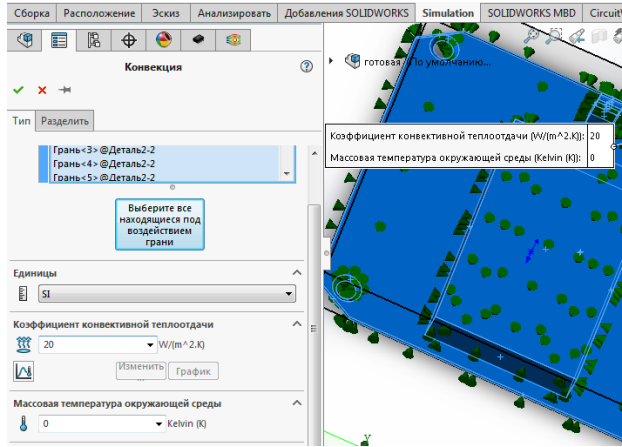 Сборка Расположение Эскиз Анализировать Добавления SOLIDWORKS Simulation SOLIDWORKS MBD Circuit
Конвекция
готовая (По умолчанию...
Тип Разделить
Грань<3>@Деталь2-2
Грань<4>@Деталь2-2
Грань<5>@Деталь2-2
Выберите все
находящиеся под
воздействием
грани
Коэффициент конвективной теплоотдачи (W/(m^2.K)): 20
Массовая температура окружающей среды (Kelvin (K)): 0
Единицы
SI
Коэффициент конвективной теплоотдачи
20 W/(m^2.K)
Изменить... График
Массовая температура окружающей среды
0 Kelvin (K)
Y